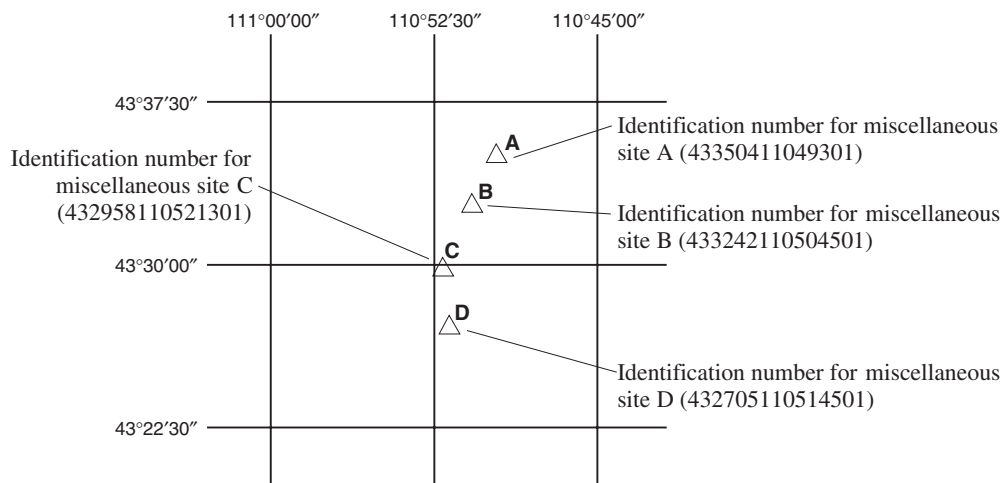 111°00′00″ 110°52′30″ 110°45′00″
43°37′30″
A
Identification number for miscellaneous
site A (43350411049301)
Identification number for
miscellaneous site C
(432958110521301)
B
Identification number for miscellaneous
site B (433242110504501)
C
43°30′00″
D
Identification number for miscellaneous
site D (432705110514501)
43°22′30″